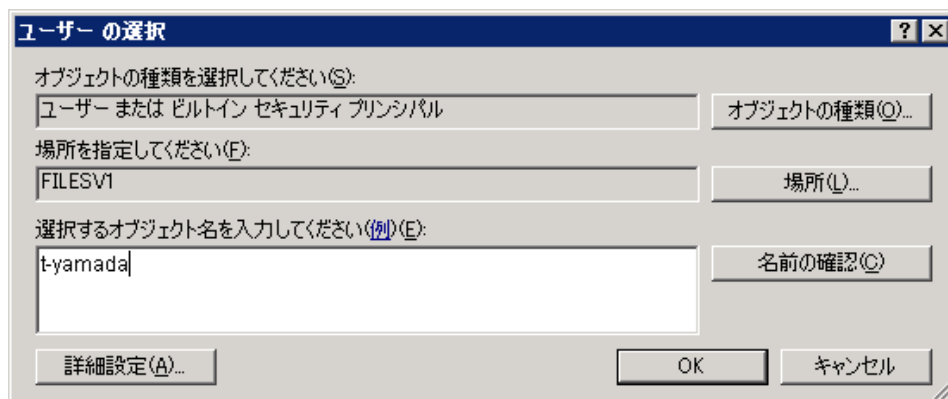 ユーザー の選択
オブジェクトの種類を選択してください(S):
ユーザー または ビルトイン セキュリティ プリンシパル
オブジェクトの種類(O)...
場所を指定してください(F):
FILESV1
場所(L)...
選択するオブジェクト名を入力してください(例)(E):
t-yamada
名前の確認(C)
詳細設定(A)...
OK
キャンセル